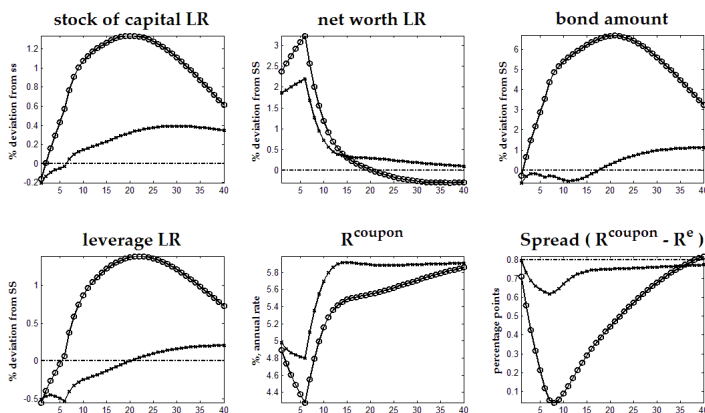 stock of capital LR
% deviation from ss
1.2
1
0.8
0.6
0.4
0.2
0
-0.2
5 10 15 20 25 30 35 40
net worth LR
% deviation from SS
3
2.5
2
1.5
1
0.5
0
5 10 15 20 25 30 35 40
bond amount
% deviation from SS
6
5
4
3
2
1
0
5 10 15 20 25 30 35 40
leverage LR
% deviation from SS
1
0.5
0
-0.5
5 10 15 20 25 30 35 40
R^coupon
%, annual rate
5.8
5.6
5.4
5.2
5
4.8
4.6
4.4
5 10 15 20 25 30 35 40
Spread ( R^coupon - R^e )
percentage points
0.8
0.7
0.6
0.5
0.4
0.3
0.2
0.1
5 10 15 20 25 30 35 40